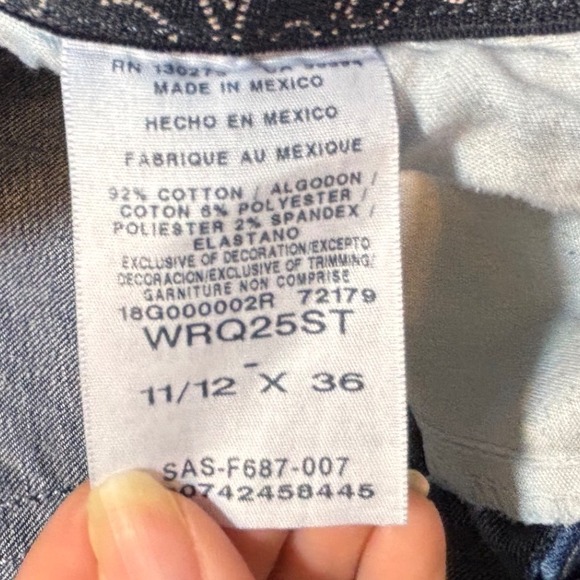 RN
MADE IN MEXICO
HECHO EN MEXICO
FABRIQUE AU MEXIQUE
92% COTTON / ALGODON /
COTON 6% POLYESTER /
POLIESTER 2% SPANDEX /
ELASTANO
EXCLUSIVE OF DECORATION/EXCEPTO
DECORACION/EXCLUSIVE OF TRIMMING/
GARNITURE NON COMPRISE
18G000002R 72179
WRQ25ST
-
11/12 X 36
SAS-F687-007
0742458445